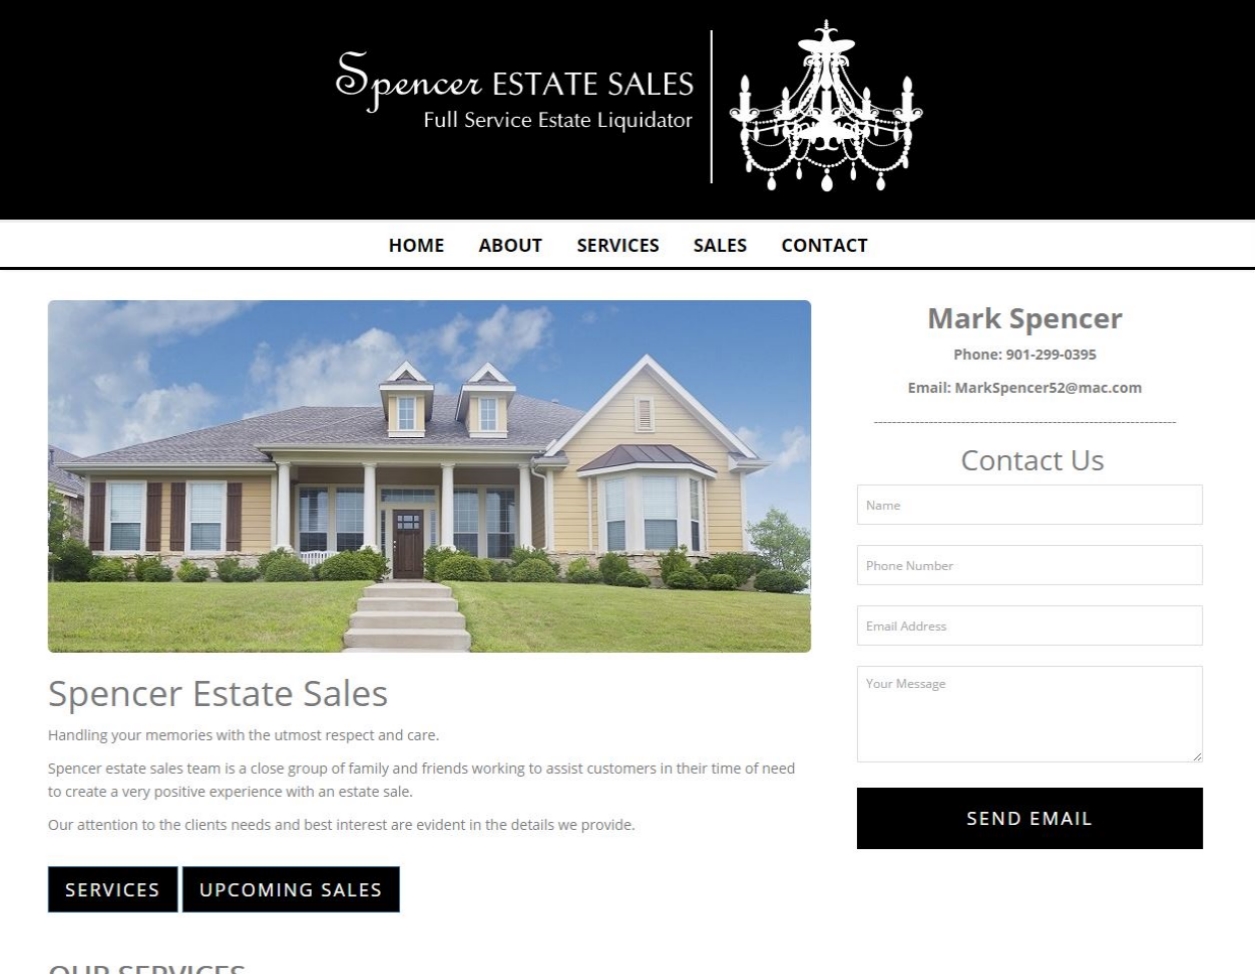 Spencer ESTATE SALES
Full Service Estate Liquidator
HOME ABOUT SERVICES SALES CONTACT
Mark Spencer
Phone: 901-299-0395
Email: MarkSpencer52@mac.com
Contact Us
Name
Phone Number
Email Address
Your Message
SEND EMAIL
Spencer Estate Sales
Handling your memories with the utmost respect and care.
Spencer estate sales team is a close group of family and friends working to assist customers in their time of need
to create a very positive experience with an estate sale.
Our attention to the clients needs and best interest are evident in the details we provide.
SERVICES UPCOMING SALES
OUR SERVICES